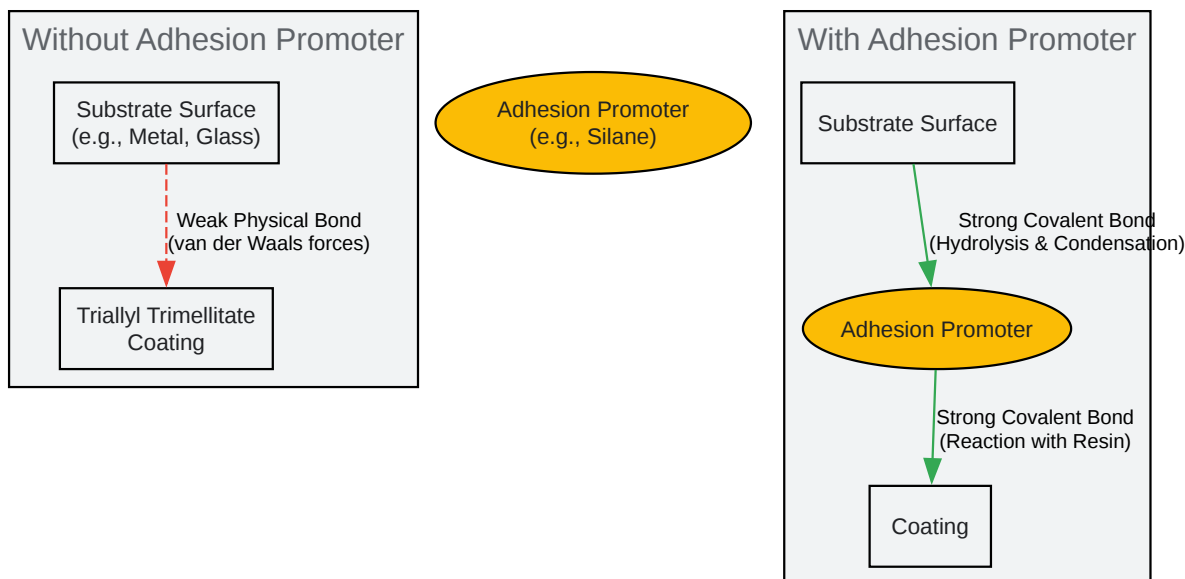 Without Adhesion Promoter
Substrate Surface
(e.g., Metal, Glass)
Weak Physical Bond
(van der Waals forces)
Triallyl Trimellitate
Coating
Adhesion Promoter
(e.g., Silane)
With Adhesion Promoter
Substrate Surface
Strong Covalent Bond
(Hydrolysis & Condensation)
Adhesion Promoter
Strong Covalent Bond
(Reaction with Resin)
Coating